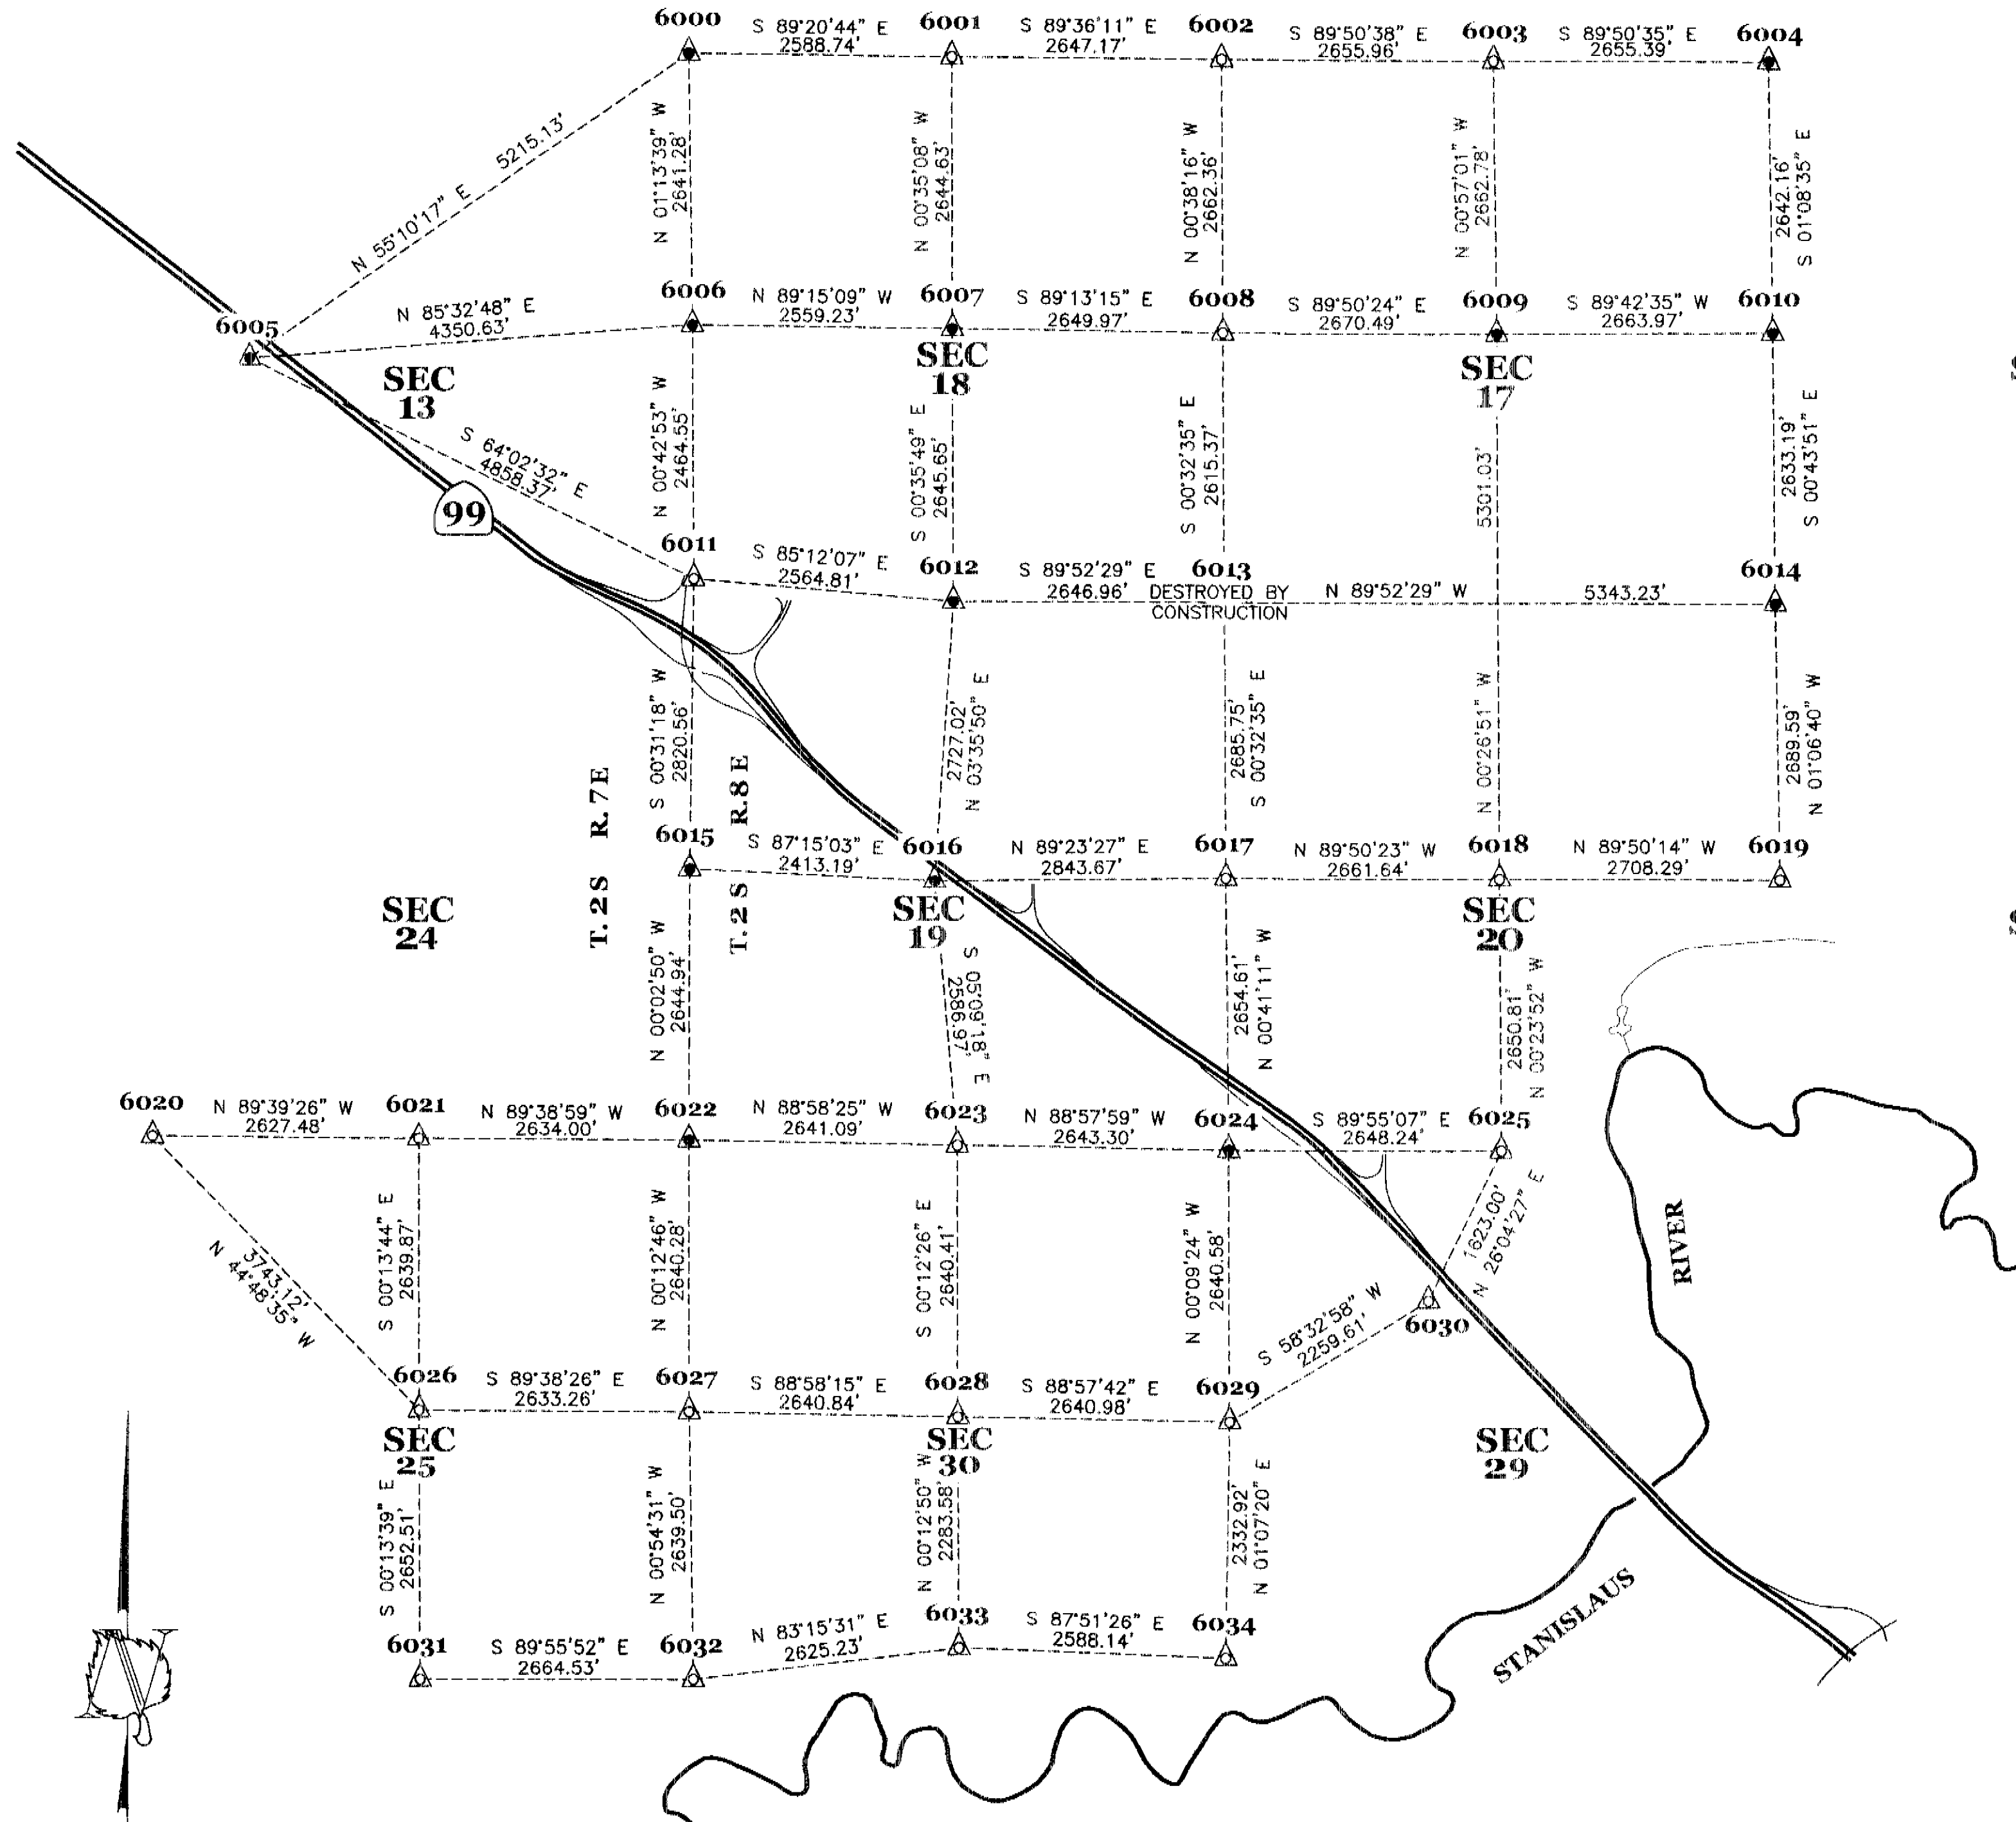 6000
S 89°20'44" E
2588.74'
6001
S 89°36'11" E
2647.17'
6002
S 89°50'38" E
2655.96'
6003
S 89°50'35" E
2655.39'
6004
N 55°10'17" E 5215.13'
N 01°13'39" W
2641.28'
N 00°35'08" W
2644.63'
N 00°38'16" W
2662.36'
N 00°57'01" W
2662.78'
2642.16'
S 01°08'35" E
6005
N 85°32'48" E
4350.63'
6006
N 89°15'09" W
2559.23'
6007
S 89°13'15" E
2649.97'
6008
S 89°50'24" E
2670.49'
6009
S 89°42'35" W
2663.97'
6010
SEC
13
SEC
18
SEC
17
S 64°02'32" E
4858.37'
99
N 00°42'53" W
2464.55'
S 00°35'49" E
2645.65'
S 00°32'35" E
2615.37'
5301.03'
N 00°26'51" W
2633.19'
S 00°43'51" E
6011
S 85°12'07" E
2564.81'
6012
S 89°52'29" E
2646.96'
6013
DESTROYED BY
CONSTRUCTION
N 89°52'29" W 5343.23'
6014
S 00°31'18" W
2820.56'
2727.02'
N 03°35'50" E
2685.75'
S 00°32'35" E
2689.59'
N 01°06'40" W
T. 2 S R. 7 E
T. 2 S R. 8 E
6015
S 87°15'03" E
2413.19'
6016
N 89°23'27" E
2843.67'
6017
N 89°50'23" W
2661.64'
6018
N 89°50'14" W
2708.29'
6019
SEC
24
SEC
19
SEC
20
N 00°02'50" W
2644.94'
S 05°09'18" E
2586.97'
2654.61'
N 00°41'11" W
2650.81'
N 00°23'52" W
6020
N 89°39'26" W
2627.48'
6021
N 89°38'59" W
2634.00'
6022
N 88°58'25" W
2641.09'
6023
N 88°57'59" W
2643.30'
6024
S 89°55'07" E
2648.24'
6025
3743.12'
N 44°48'35" W
S 00°13'44" E
2639.87'
N 00°12'46" W
2640.28'
S 00°12'26" E
2640.41'
N 00°09'24" W
2640.58'
1623.00'
N 26°04'27" E
S 58°32'58" W
2259.61'
6030
RIVER
6026
S 89°38'26" E
2633.26'
6027
S 88°58'15" E
2640.84'
6028
S 88°57'42" E
2640.98'
6029
SEC
25
SEC
30
SEC
29
S 00°13'39" E
2652.51'
N 00°54'31" W
2639.50'
N 00°12'50" W
2283.58'
2332.92'
N 01°07'20" E
6031
S 89°55'52" E
2664.53'
6032
N 83°15'31" E
2625.23'
6033
S 87°51'26" E
2588.14'
6034
STANISLAUS